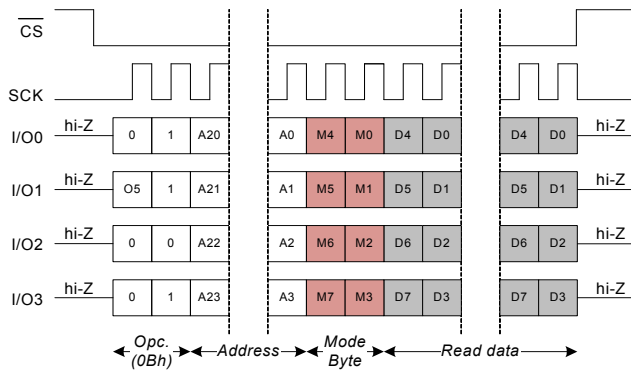 CS
SCK
I/O0 hi-Z 0 1 A20 A0 M4 M0 D4 D0 D4 D0 hi-Z
I/O1 hi-Z O5 1 A21 A1 M5 M1 D5 D1 D5 D1 hi-Z
I/O2 hi-Z 0 0 A22 A2 M6 M2 D6 D2 D6 D2 hi-Z
I/O3 hi-Z 0 1 A23 A3 M7 M3 D7 D3 D7 D3 hi-Z
Opc. Address Mode Read data
(0Bh) Byte